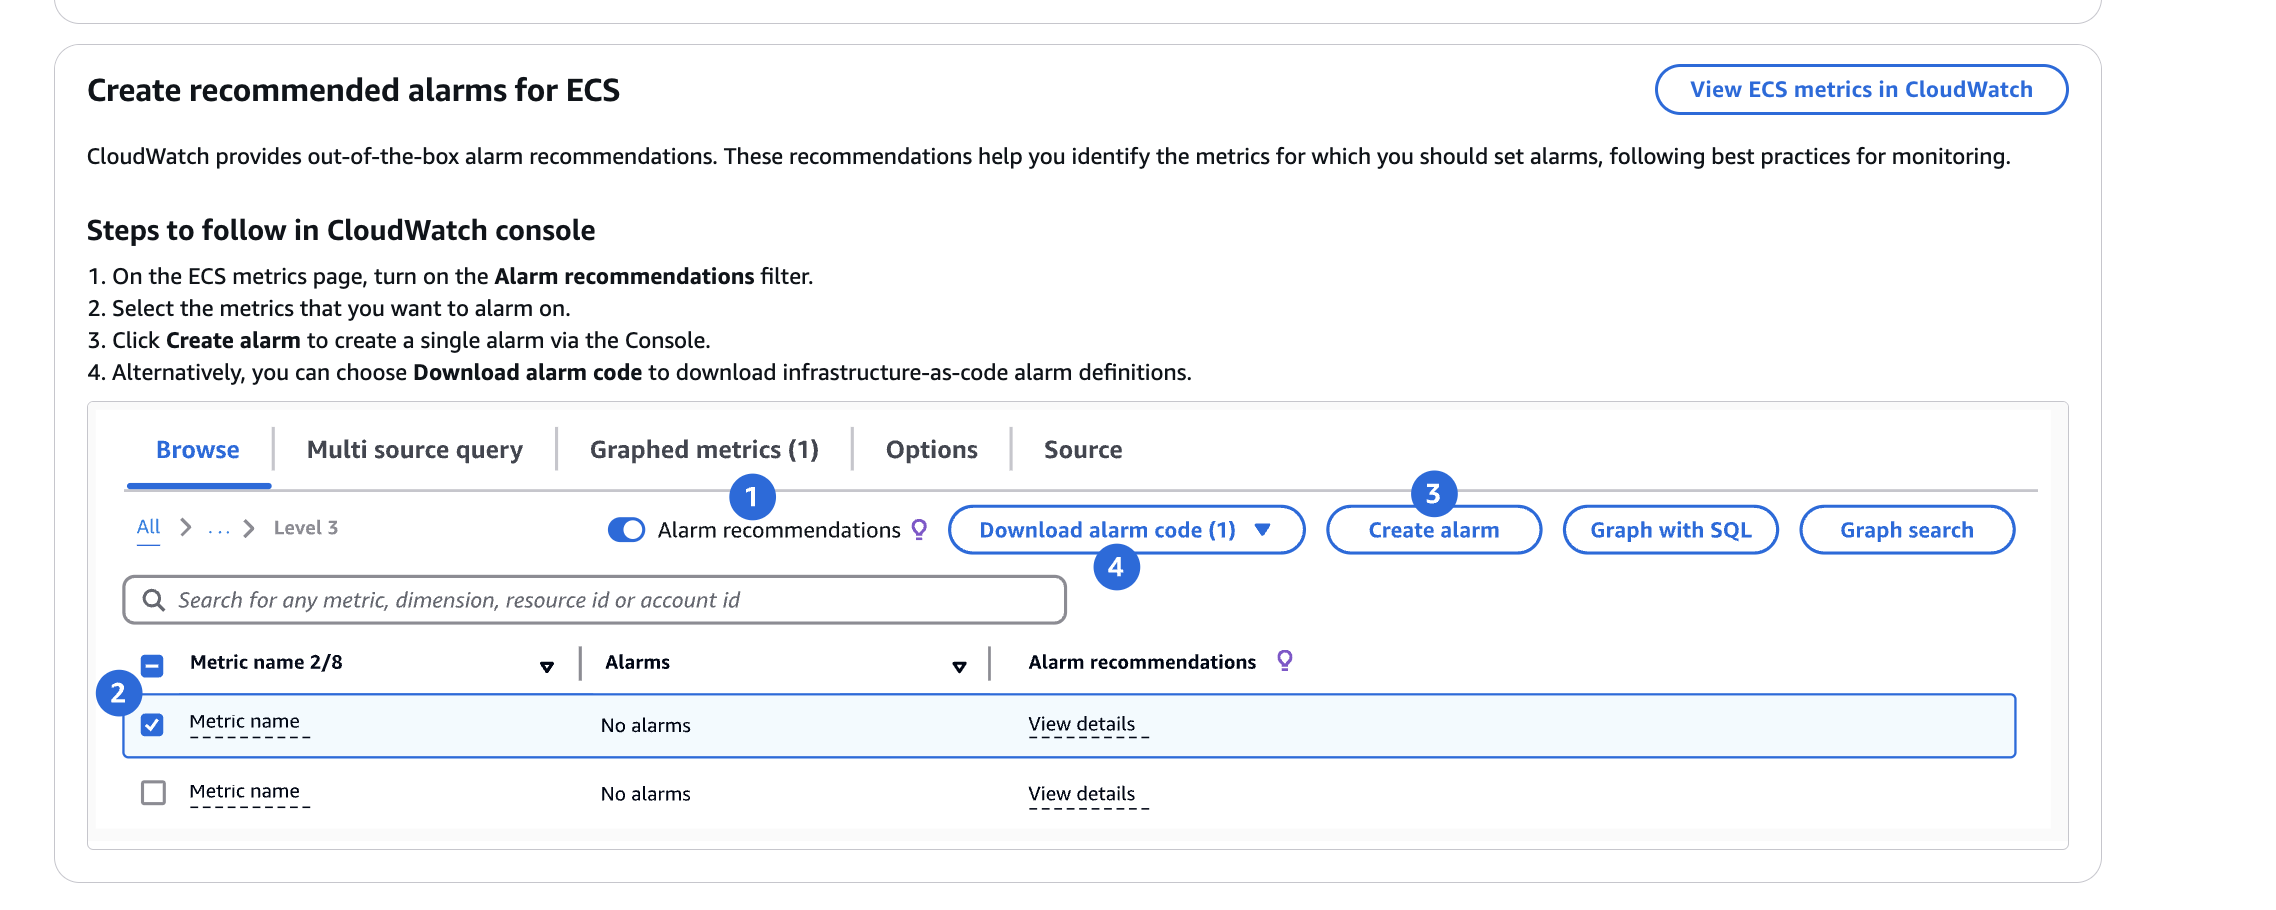 Create recommended alarms for ECS
View ECS metrics in CloudWatch
CloudWatch provides out-of-the-box alarm recommendations. These recommendations help you identify the metrics for which you should set alarms, following best practices for monitoring.
Steps to follow in CloudWatch console
1. On the ECS metrics page, turn on the Alarm recommendations filter.
2. Select the metrics that you want to alarm on.
3. Click Create alarm to create a single alarm via the Console.
4. Alternatively, you can choose Download alarm code to download infrastructure-as-code alarm definitions.
Browse Multi source query Graphed metrics (1) Options Source
1 3
All ... Level 3 Alarm recommendations Download alarm code (1) Create alarm Graph with SQL Graph search
4
Search for any metric, dimension, resource id or account id
Metric name 2/8 Alarms Alarm recommendations
2
Metric name No alarms View details
Metric name No alarms View details